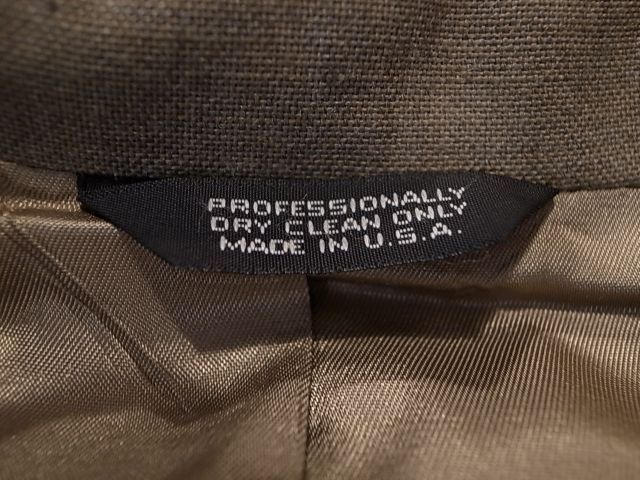 PROFESSIONALLY
DRY CLEAN ONLY
MADE IN U.S.A.